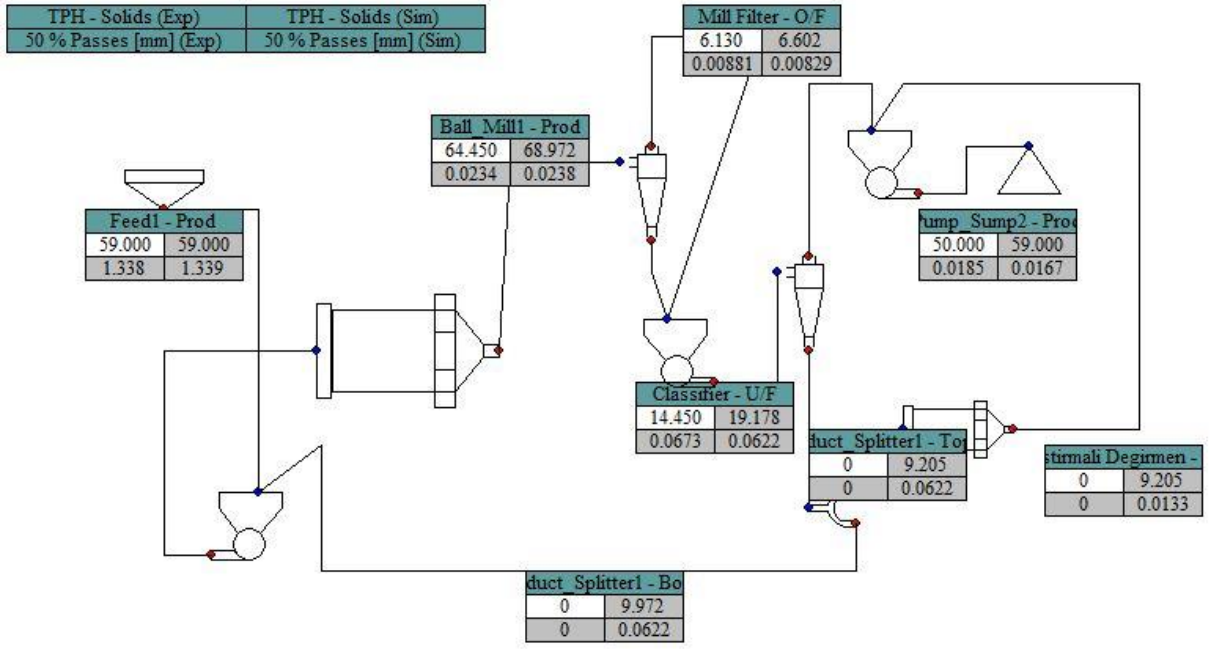 TPH - Solids (Exp) TPH - Solids (Sim)
50 % Passes [mm] (Exp) 50 % Passes [mm] (Sim)
Mill Filter - O/F
6.130 6.602
0.00881 0.00829
Ball_Mill1 - Prod
64.450 68.972
0.0234 0.0238
Feed1 - Prod
59.000 59.000
1.338 1.339
Pump_Sump2 - Prod
50.000 59.000
0.0185 0.0167
Classifier - U/F
14.450 19.178
0.0673 0.0622
duct_Splitter1 - Top
0 9.205
0 0.0622
stirmali Degirmen -
0 9.205
0 0.0133
duct_Splitter1 - Bo
0 9.972
0 0.0622